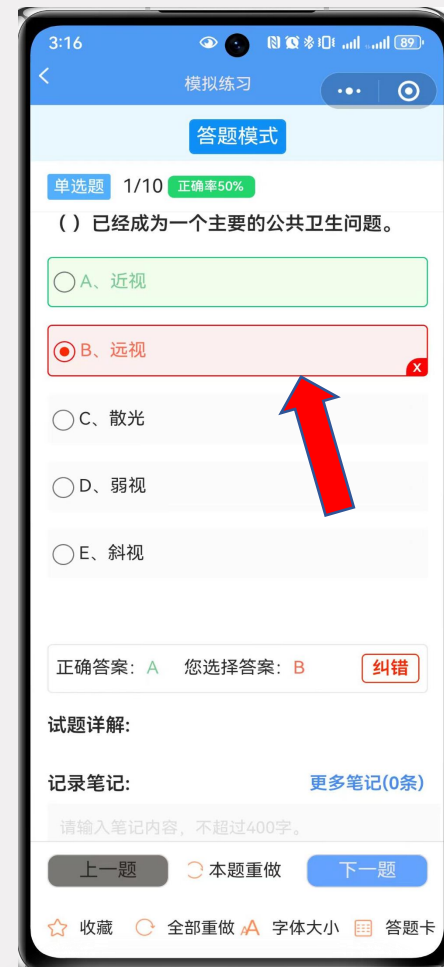 3:16
89
模拟练习
答题模式
单选题 1/10 正确率50%
（ ）已经成为一个主要的公共卫生问题。
A、近视
B、远视
X
C、散光
D、弱视
E、斜视
正确答案：A 您选择答案：B 纠错
试题详解:
记录笔记: 更多笔记(0条)
请输入笔记内容，不超过400字。
上一题 本题重做 下一题
收藏 全部重做 AA 字体大小 答题卡